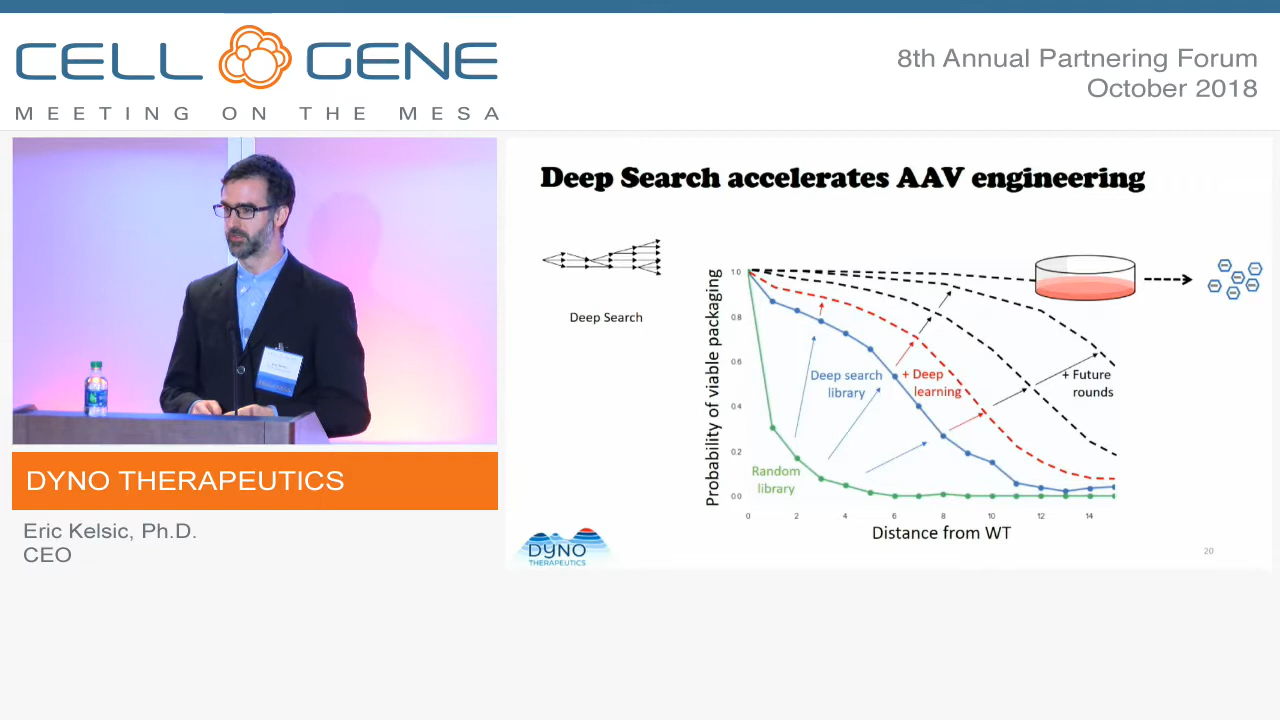 CELL GENE
MEETING ON THE MESA
8th Annual Partnering Forum
October 2018
Deep Search accelerates AAV engineering
Deep Search
Probability of viable packaging
1.0
0.8
0.6
0.4
0.2
0.0
Deep search
library
+ Deep
learning
+ Future
rounds
Random
library
0 2 4 6 8 10 12 14
Distance from WT
DYNO
THERAPEUTICS
20
DYNO THERAPEUTICS
Eric Kelsic, Ph.D.
CEO